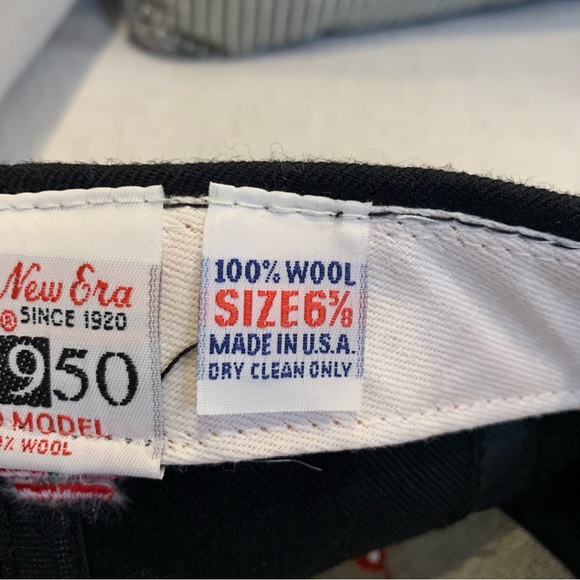 New Era
® SINCE 1920
950
MODEL
% WOOL
100% WOOL
SIZE 6⅝
MADE IN U.S.A.
DRY CLEAN ONLY